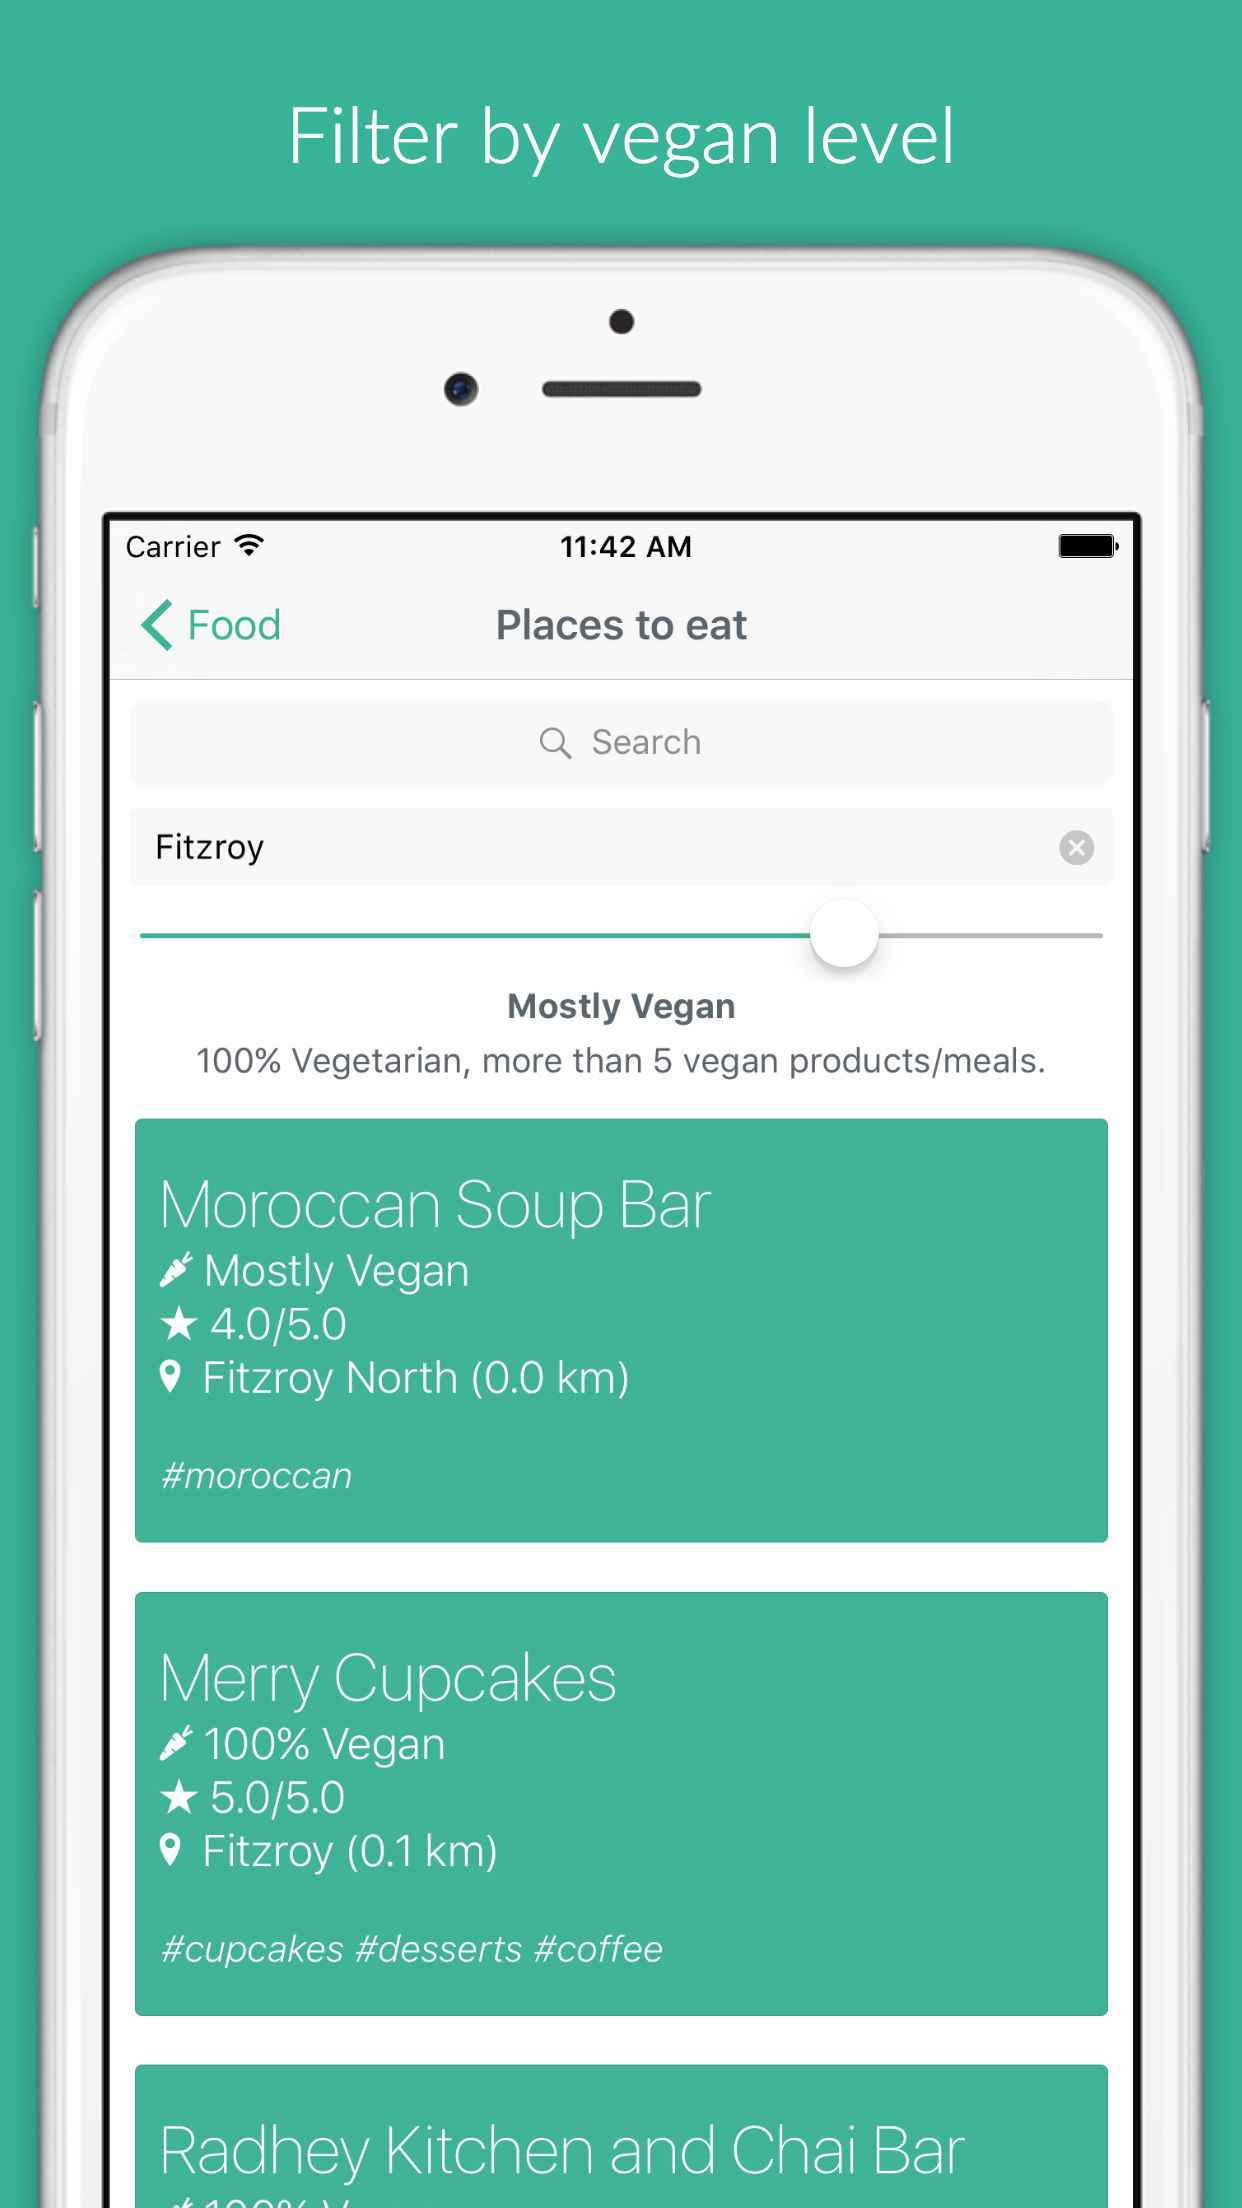 Filter by vegan level
Carrier 11:42 AM
Food Places to eat
Search
Fitzroy
Mostly Vegan
100% Vegetarian, more than 5 vegan products/meals.
Moroccan Soup Bar
Mostly Vegan
4.0/5.0
Fitzroy North (0.0 km)
#moroccan
Merry Cupcakes
100% Vegan
5.0/5.0
Fitzroy (0.1 km)
#cupcakes #desserts #coffee
Radhey Kitchen and Chai Bar